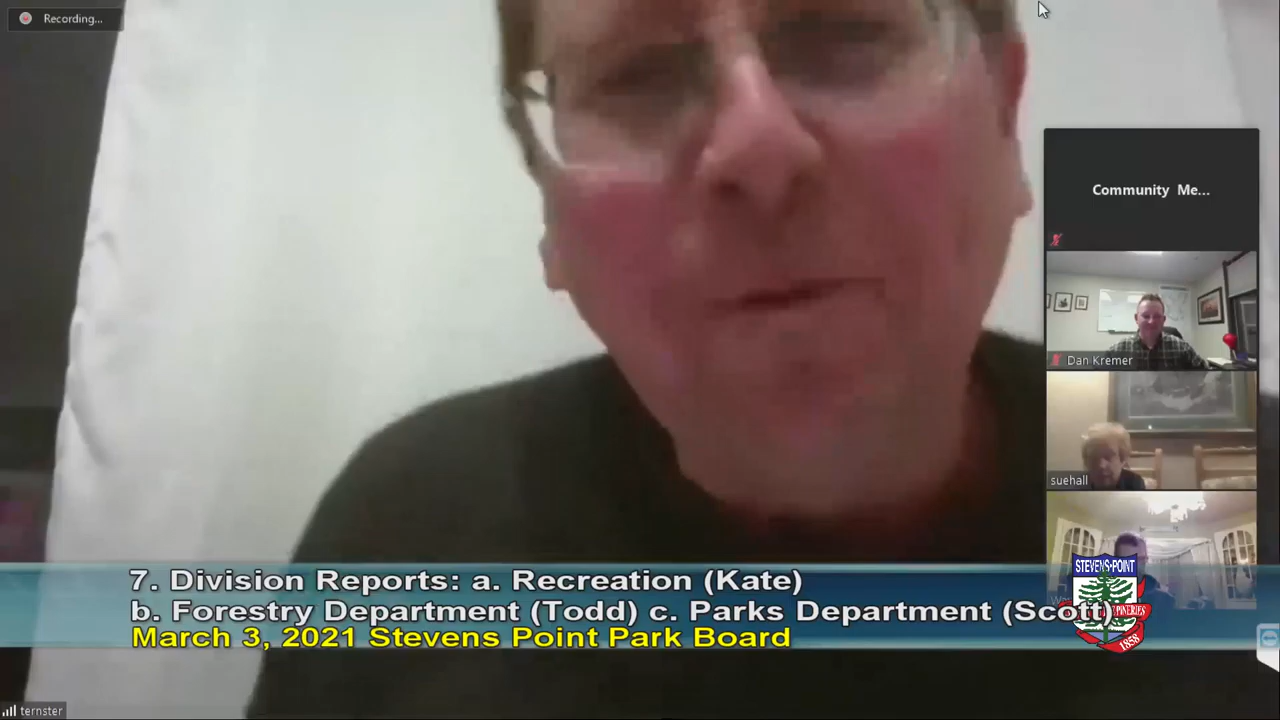 Recording...
Community Me...
Dan Kremer
suehall
7. Division Reports: a. Recreation (Kate)
b. Forestry Department (Todd) c. Parks Department (Scott)
March 3, 2021 Stevens Point Park Board
STEVENS·POINT
PINERIES
1858
ternster